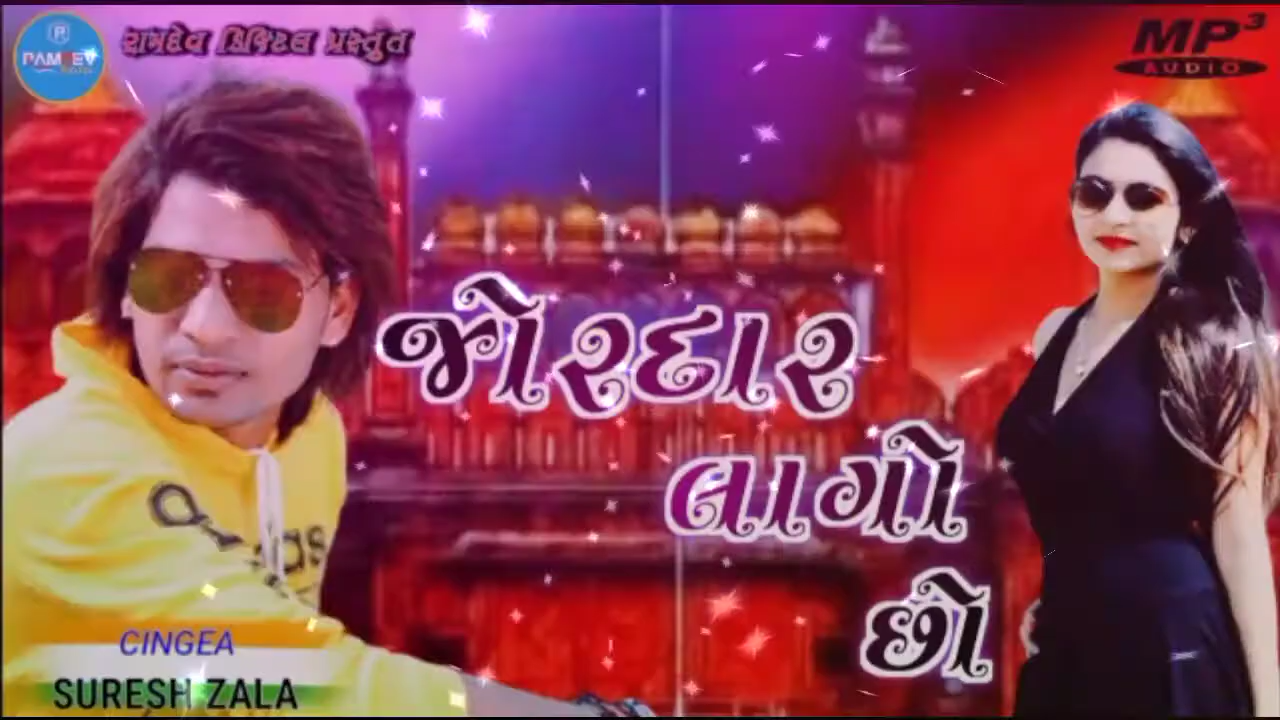 રામદેવ ડિજિટલ પ્રસ્તુત
MP3
AUDIO
જોરદાર
લાગો
છો
CINGEA
SURESH ZALA